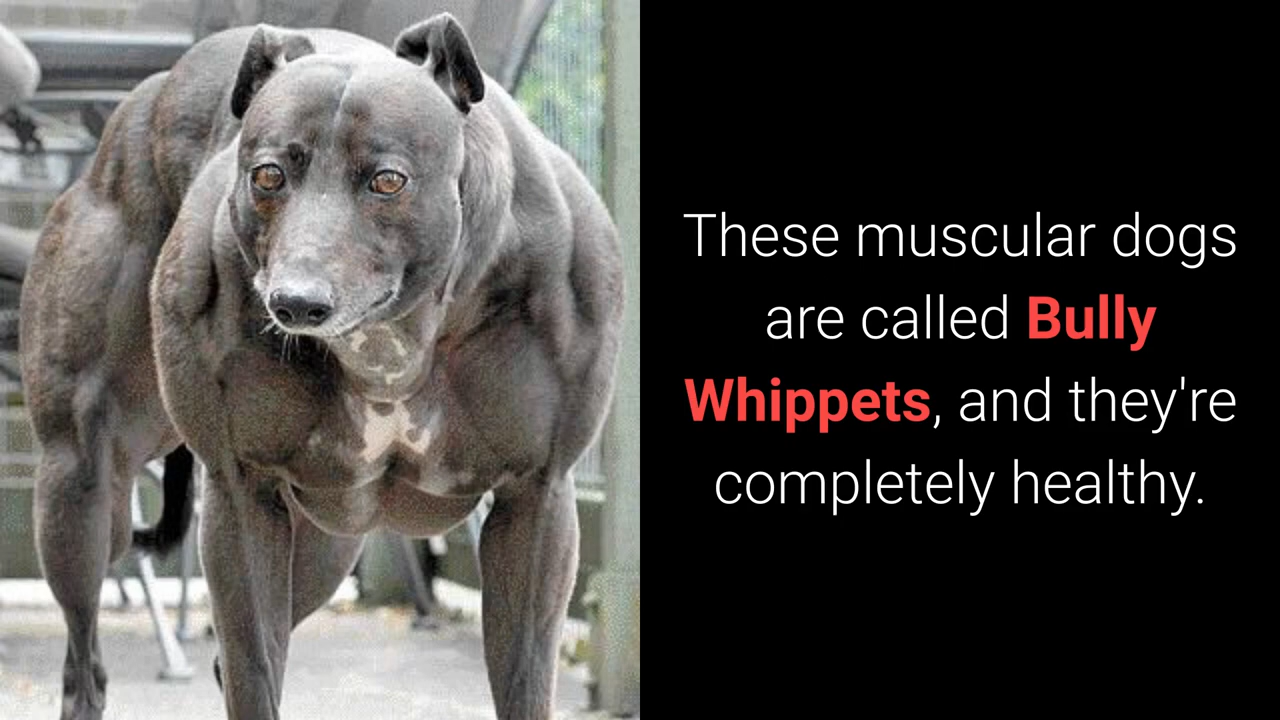 These muscular dogs
are called Bully
Whippets, and they're
completely healthy.